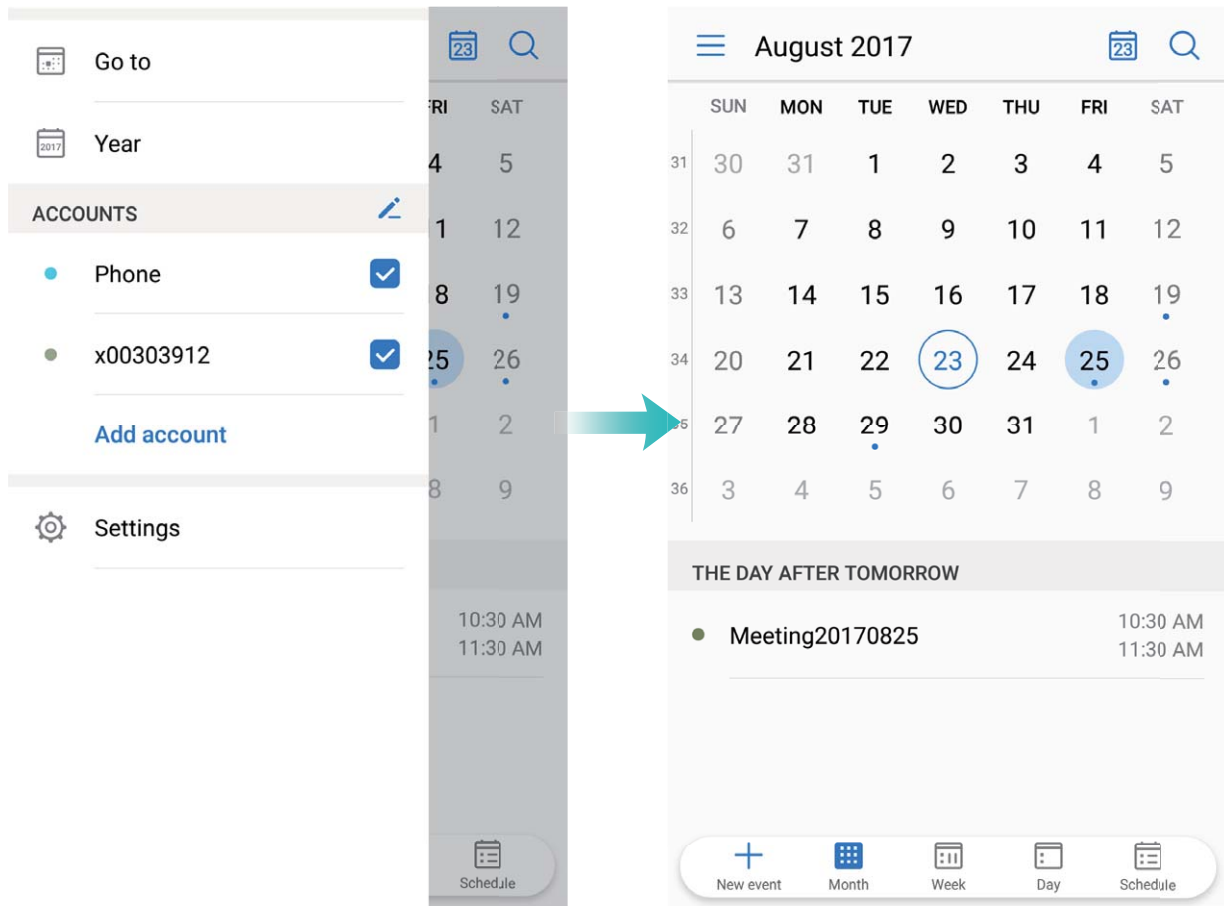 Go to
2017
Year
ACCOUNTS
Phone
x00303912
Add account
Settings
23
RI SAT
4 5
1 12
8 19
25 26
1 2
8 9
10:30 AM
11:30 AM
Schedule
August 2017 23
SUN MON TUE WED THU FRI SAT
31 30 31 1 2 3 4 5
32 6 7 8 9 10 11 12
33 13 14 15 16 17 18 19
34 20 21 22 23 24 25 26
35 27 28 29 30 31 1 2
36 3 4 5 6 7 8 9
THE DAY AFTER TOMORROW
Meeting20170825 10:30 AM
11:30 AM
New event Month Week Day Schedule